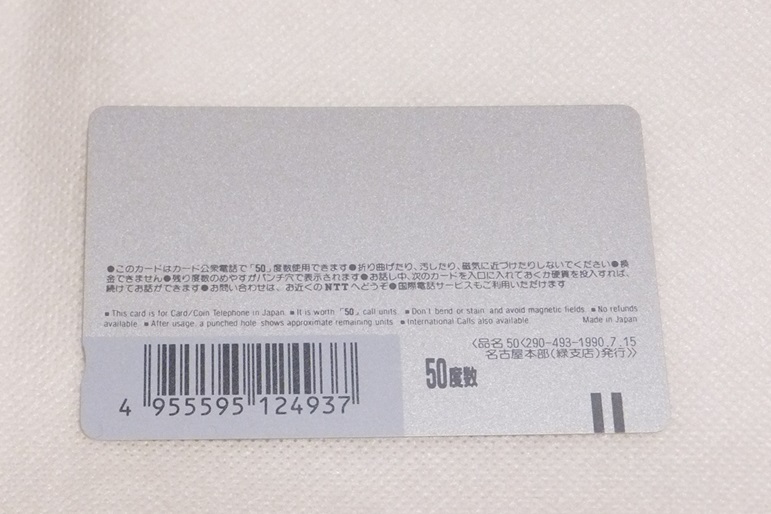 ●このカードはカード公衆電話で「50」度数使用できます●折り曲げたり、汚したり、磁気に近づけたりしないでください●換
金できません●残り度数のめやすがパンチ穴で表示されます●お話し中、次のカードを入口に入れておくか硬貨を投入すれば、
続けてお話ができます●お問い合わせは、お近くのNTTへどうぞ●国際電話サービスもご利用いただけます
■ This card is for Card/Coin Telephone in Japan. ■ It is worth「50」call units. ■ Don't bend or stain and avoid magnetic fields. ■ No refunds
available. ■ After usage, a punched hole shows approximate remaining units. ■ International Calls also available. Made in Japan
〈品名 50〈290-493-1990.7.15
名古屋本部(緑支店)発行〉〉
50度数
4 955595 124937